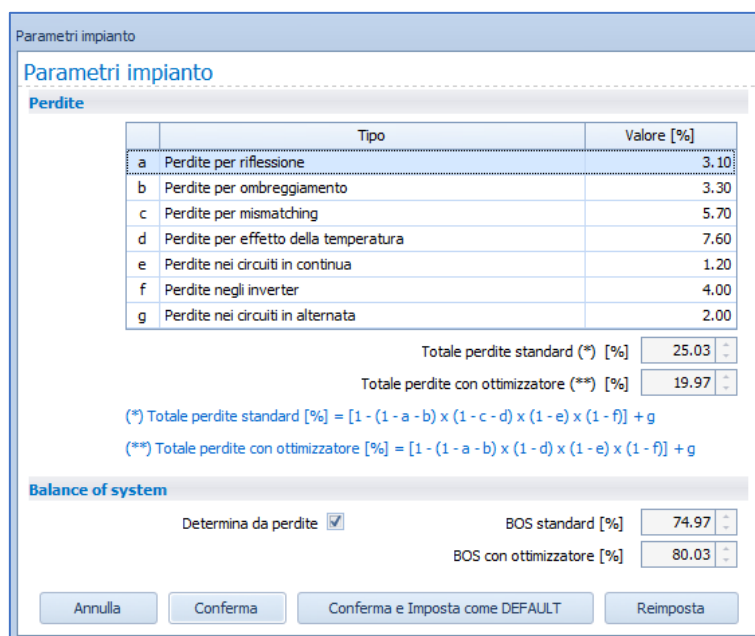 Parametri impianto
Parametri impianto
Perdite
Tipo Valore [%]
a Perdite per riflessione 3.10
b Perdite per ombreggiamento 3.30
c Perdite per mismatching 5.70
d Perdite per effetto della temperatura 7.60
e Perdite nei circuiti in continua 1.20
f Perdite negli inverter 4.00
g Perdite nei circuiti in alternata 2.00
Totale perdite standard (*) [%] 25.03
Totale perdite con ottimizzatore (**) [%] 19.97
(*) Totale perdite standard [%] = [1 - (1 - a - b) x (1 - c - d) x (1 - e) x (1 - f)] + g
(**) Totale perdite con ottimizzatore [%] = [1 - (1 - a - b) x (1 - d) x (1 - e) x (1 - f)] + g
Balance of system
Determina da perdite BOS standard [%] 74.97
BOS con ottimizzatore [%] 80.03
Annulla Conferma Conferma e Imposta come DEFAULT Reimposta